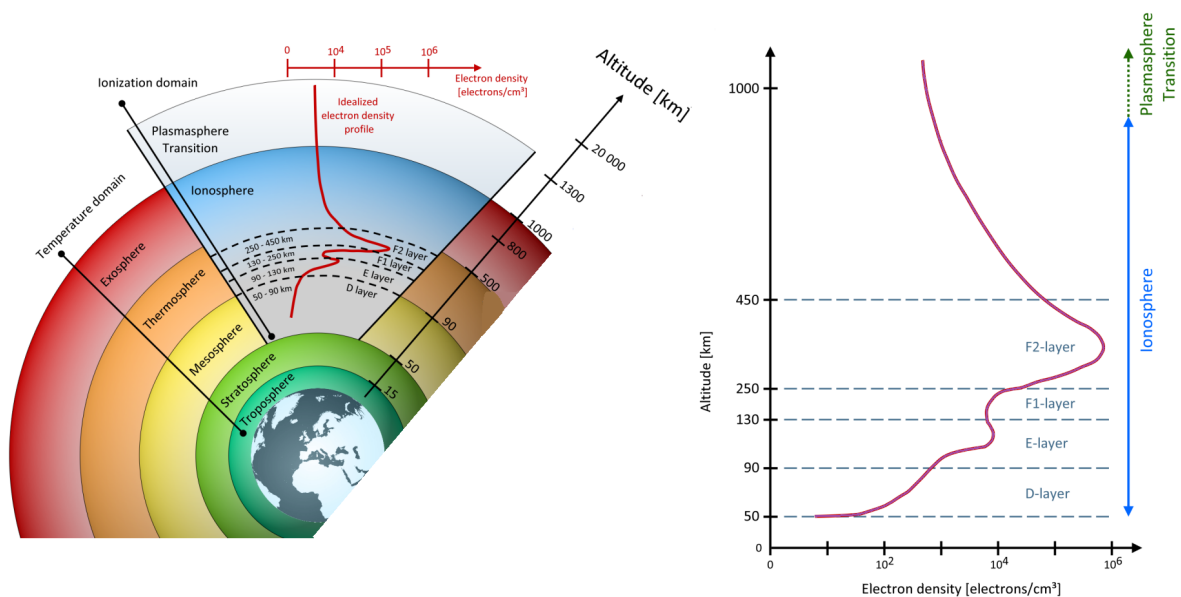 0 10⁴ 10⁵ 10⁶
Electron density
[electrons/cm³]
Ionization domain
Idealized
electron density
profile
Altitude [km]
Plasmasphere
Transition
Temperature domain
Ionosphere
20 000
1300
1000
800
500
90
50
15
250 - 450 km
130 - 250 km
90 - 130 km
50 - 90 km
F2 layer
F1 layer
E layer
D layer
Exosphere
Thermosphere
Mesosphere
Stratosphere
Troposphere
Altitude [km]
1000
450
250
130
90
50
0
F2-layer
F1-layer
E-layer
D-layer
Plasmasphere
Transition
Ionosphere
0 10² 10⁴ 10⁶
Electron density [electrons/cm³]